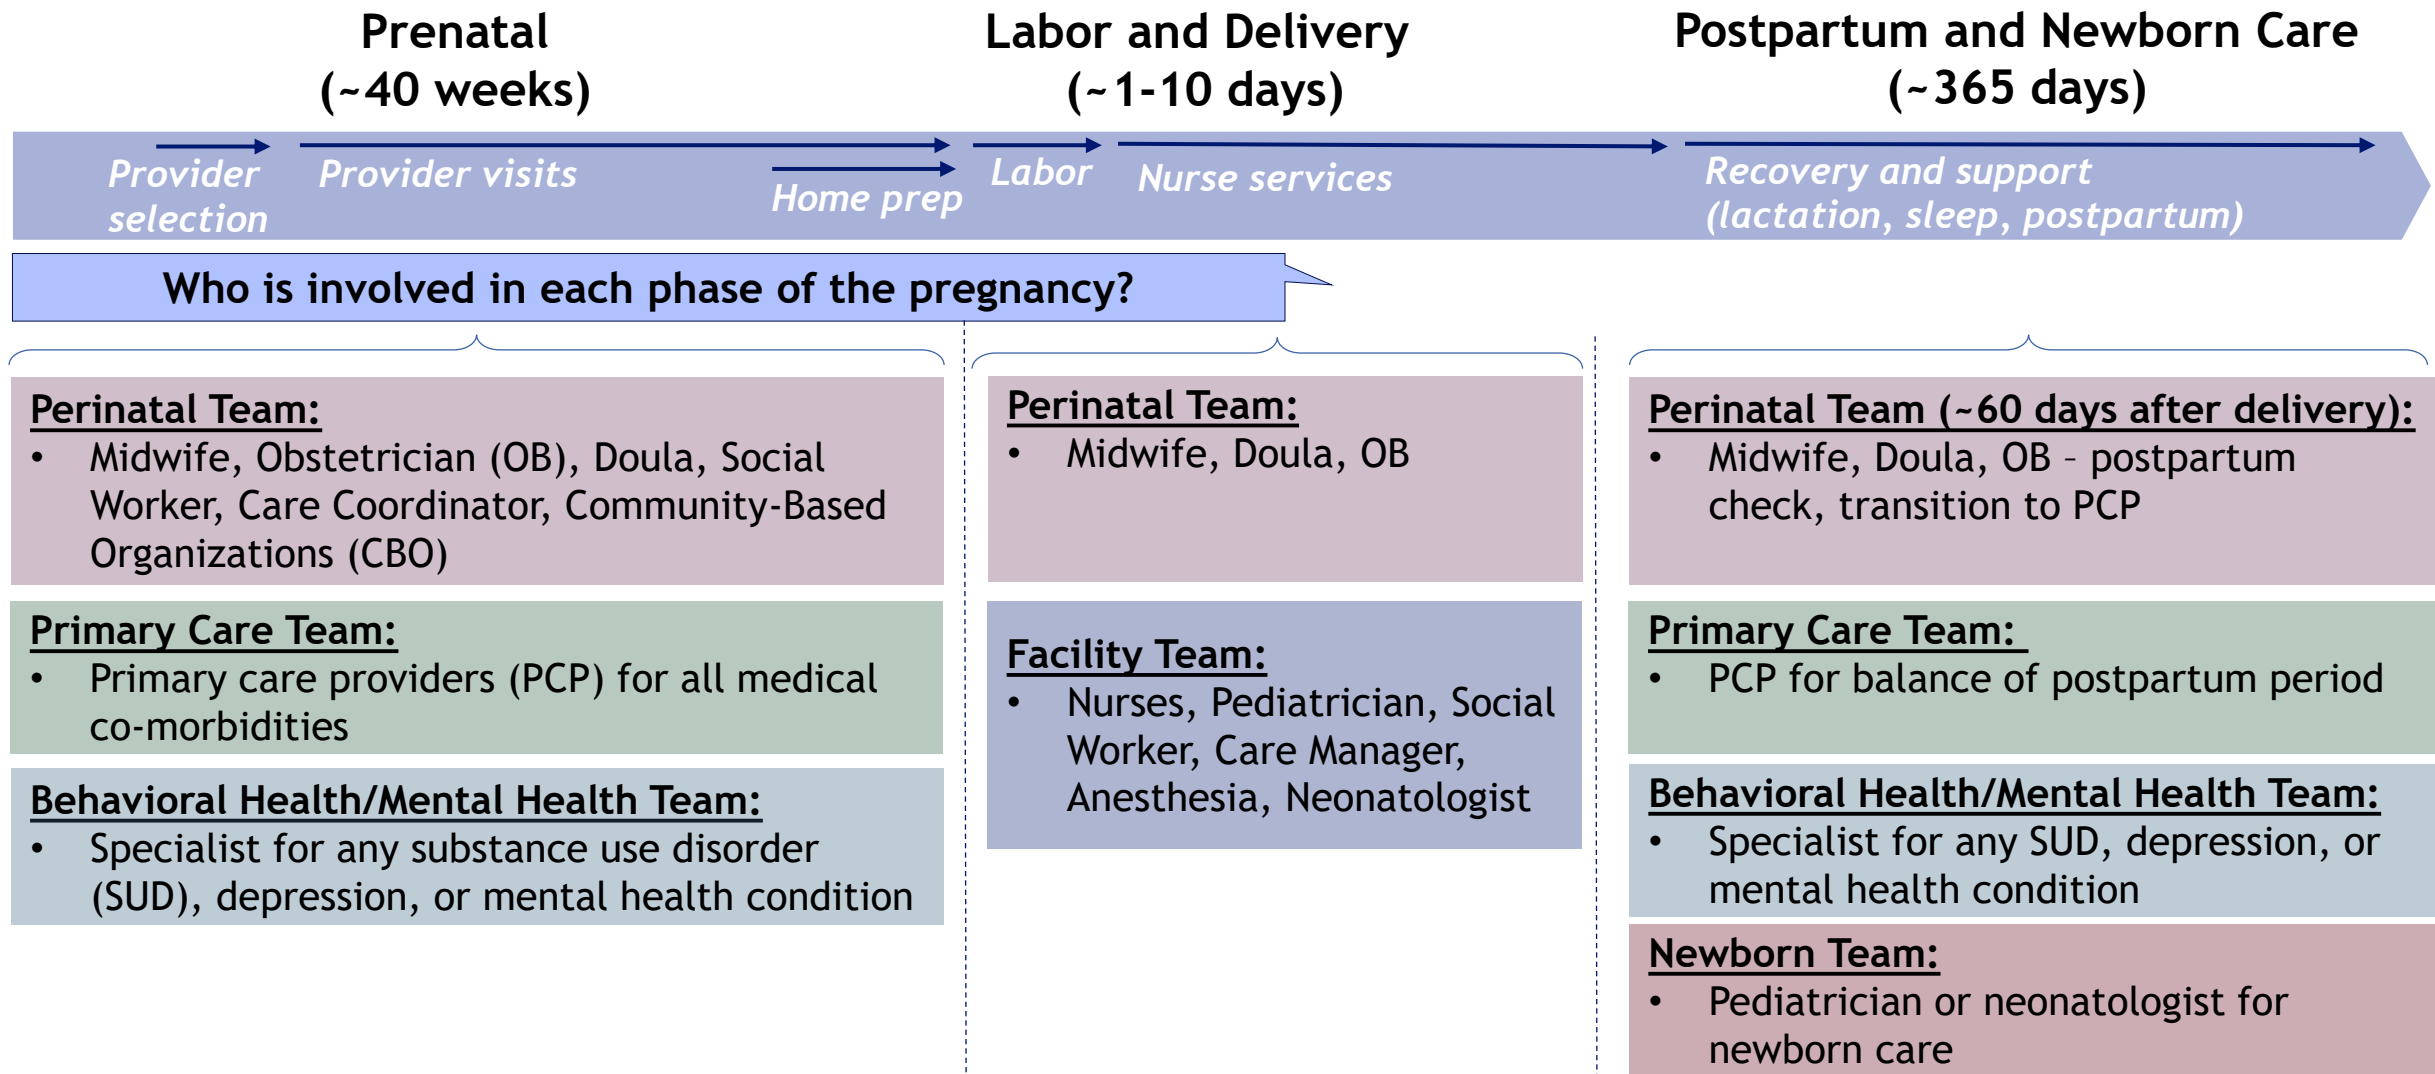 Prenatal
(~40 weeks)
Labor and Delivery
(~1-10 days)
Postpartum and Newborn Care
(~365 days)
Provider
selection
Provider visits
Home prep
Labor
Nurse services
Recovery and support
(lactation, sleep, postpartum)
Who is involved in each phase of the pregnancy?
Perinatal Team:
• Midwife, Obstetrician (OB), Doula, Social
Worker, Care Coordinator, Community-Based
Organizations (CBO)
Primary Care Team:
• Primary care providers (PCP) for all medical
co-morbidities
Behavioral Health/Mental Health Team:
• Specialist for any substance use disorder
(SUD), depression, or mental health condition
Perinatal Team:
• Midwife, Doula, OB
Facility Team:
• Nurses, Pediatrician, Social
Worker, Care Manager,
Anesthesia, Neonatologist
Perinatal Team (~60 days after delivery):
• Midwife, Doula, OB – postpartum
check, transition to PCP
Primary Care Team:
• PCP for balance of postpartum period
Behavioral Health/Mental Health Team:
• Specialist for any SUD, depression, or
mental health condition
Newborn Team:
• Pediatrician or neonatologist for
newborn care